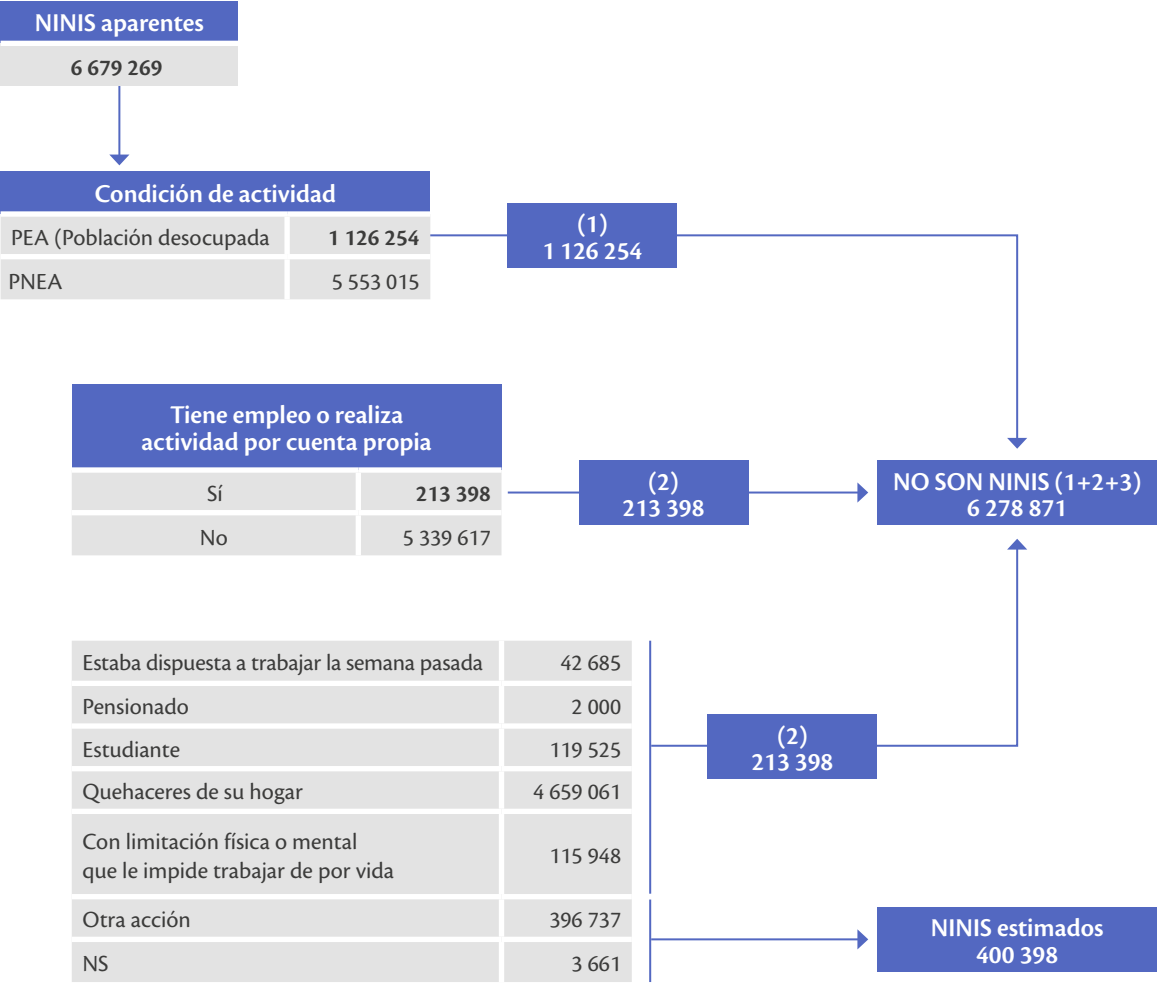 NINIS aparentes
6 679 269
Condición de actividad
PEA (Población desocupada 1 126 254
PNEA 5 553 015
(1)
1 126 254
Tiene empleo o realiza
actividad por cuenta propia
Sí 213 398
No 5 339 617
(2)
213 398
NO SON NINIS (1+2+3)
6 278 871
Estaba dispuesta a trabajar la semana pasada 42 685
Pensionado 2 000
Estudiante 119 525
Quehaceres de su hogar 4 659 061
Con limitación física o mental
que le impide trabajar de por vida 115 948
(2)
213 398
Otra acción 396 737
NS 3 661
NINIS estimados
400 398